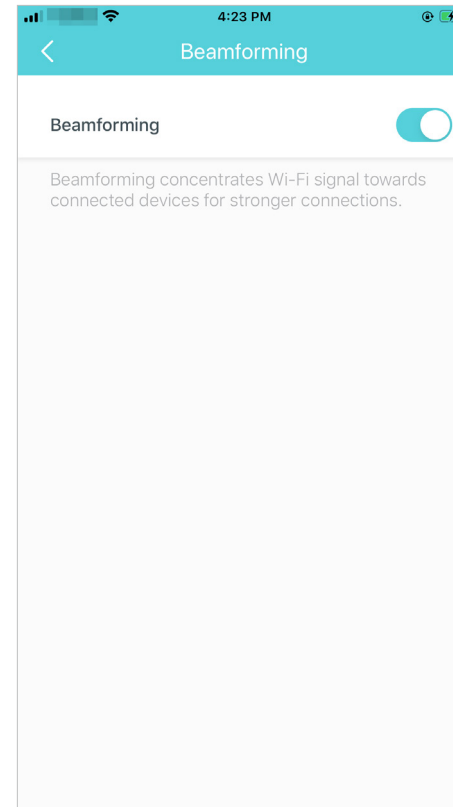 4:23 PM
Beamforming
Beamforming
Beamforming concentrates Wi-Fi signal towards
connected devices for stronger connections.